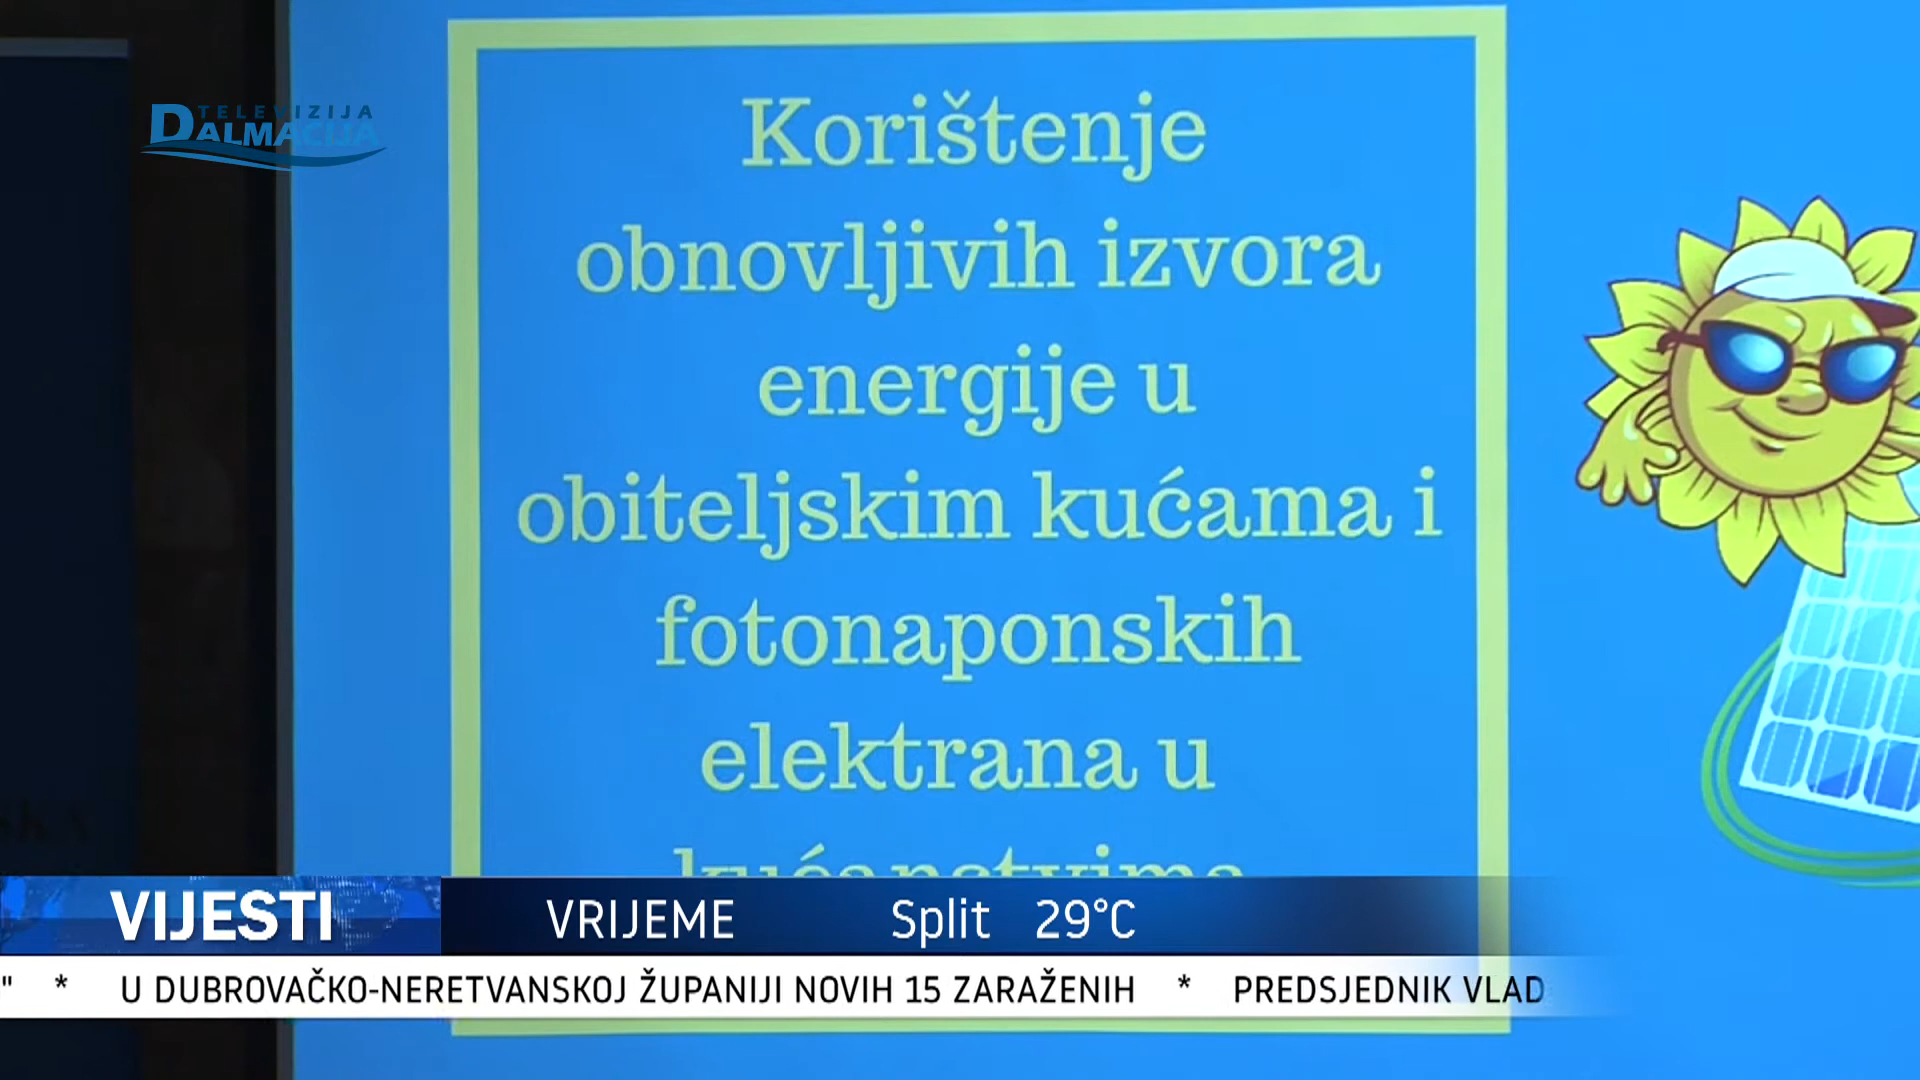 TELEVIZIJA
DALMACIJA
Korištenje
obnovljivih izvora
energije u
obiteljskim kućama i
fotonaponskih
elektrana u
kućanstvima
VIJESTI VRIJEME Split 29°C
" * U DUBROVAČKO-NERETVANSKOJ ŽUPANIJI NOVIH 15 ZARAŽENIH * PREDSJEDNIK VLAD